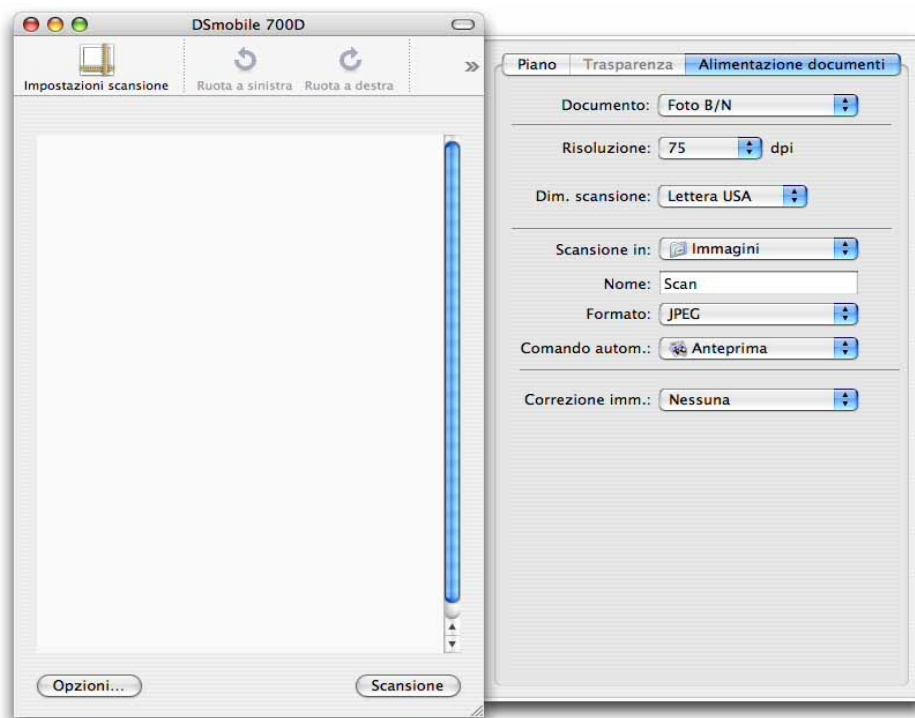 DSmobile 700D
Impostazioni scansione
Ruota a sinistra
Ruota a destra
»
Opzioni...
Scansione
Piano
Trasparenza
Alimentazione documenti
Documento: Foto B/N
Risoluzione: 75 dpi
Dim. scansione: Lettera USA
Scansione in: Immagini
Nome: Scan
Formato: JPEG
Comando autom.: Anteprima
Correzione imm.: Nessuna